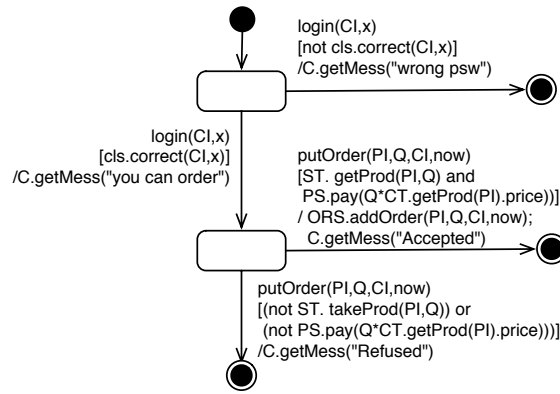 login(CI,x)
[not cls.correct(CI,x)]
/C.getMess("wrong psw")
login(CI,x)
[cls.correct(CI,x)]
/C.getMess("you can order")
putOrder(PI,Q,CI,now)
[ST. getProd(PI,Q) and
PS.pay(Q*CT.getProd(PI).price))]
/ ORS.addOrder(PI,Q,CI,now);
C.getMess("Accepted")
putOrder(PI,Q,CI,now)
[(not ST. takeProd(PI,Q)) or
(not PS.pay(Q*CT.getProd(PI).price)))]
/C.getMess("Refused")